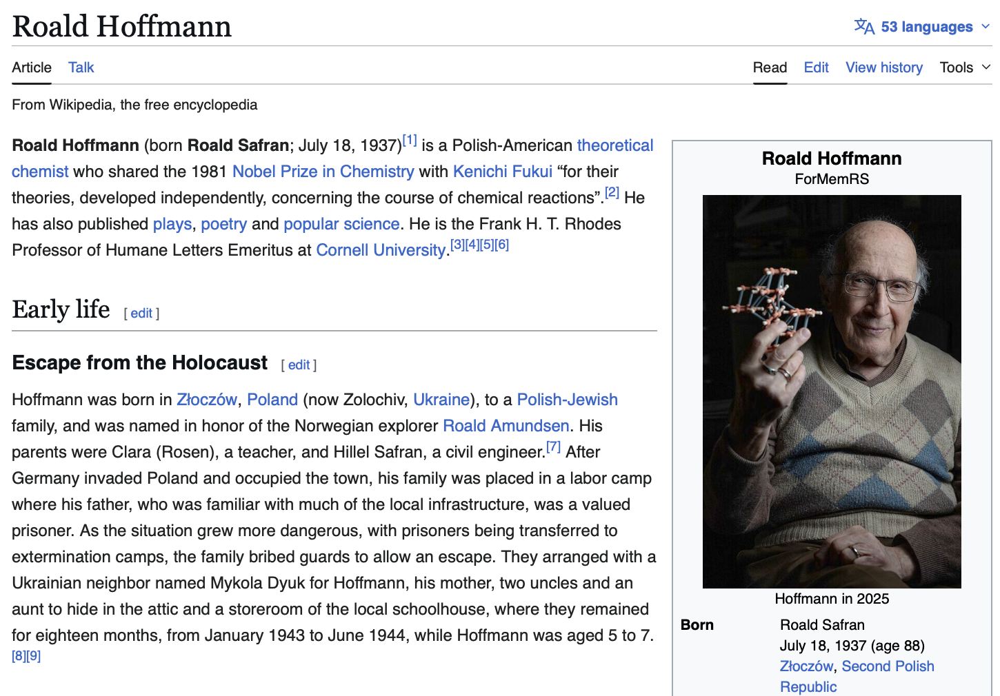 Roald Hoffmann
53 languages
Article Talk
Read Edit View history Tools
From Wikipedia, the free encyclopedia
Roald Hoffmann (born Roald Safran; July 18, 1937)[1] is a Polish-American theoretical
chemist who shared the 1981 Nobel Prize in Chemistry with Kenichi Fukui “for their
theories, developed independently, concerning the course of chemical reactions”.[2] He
has also published plays, poetry and popular science. He is the Frank H. T. Rhodes
Professor of Humane Letters Emeritus at Cornell University.[3][4][5][6]
Early life [ edit ]
Escape from the Holocaust [ edit ]
Hoffmann was born in Złoczów, Poland (now Zolochiv, Ukraine), to a Polish-Jewish
family, and was named in honor of the Norwegian explorer Roald Amundsen. His
parents were Clara (Rosen), a teacher, and Hillel Safran, a civil engineer.[7] After
Germany invaded Poland and occupied the town, his family was placed in a labor camp
where his father, who was familiar with much of the local infrastructure, was a valued
prisoner. As the situation grew more dangerous, with prisoners being transferred to
extermination camps, the family bribed guards to allow an escape. They arranged with a
Ukrainian neighbor named Mykola Dyuk for Hoffmann, his mother, two uncles and an
aunt to hide in the attic and a storeroom of the local schoolhouse, where they remained
for eighteen months, from January 1943 to June 1944, while Hoffmann was aged 5 to 7.
[8][9]
Roald Hoffmann
ForMemRS
Hoffmann in 2025
Born Roald Safran
July 18, 1937 (age 88)
Złoczów, Second Polish
Republic